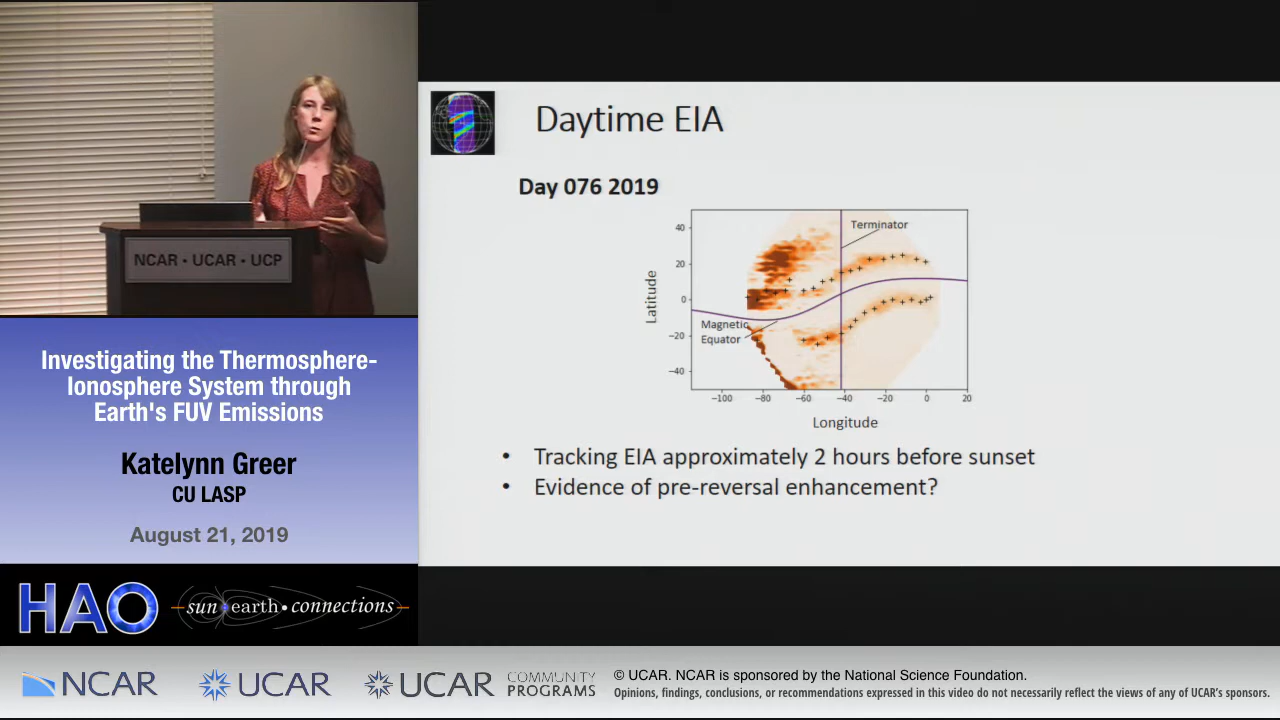 NCAR • UCAR • UCP
Daytime EIA
Day 076 2019
Latitude
40
20
0
−20
−40
Terminator
Magnetic
Equator
−100
−80
−60
−40
−20
0
20
Longitude
• Tracking EIA approximately 2 hours before sunset
• Evidence of pre-reversal enhancement?
Investigating the Thermosphere-
Ionosphere System through
Earth's FUV Emissions
Katelynn Greer
CU LASP
August 21, 2019
HAO
sun•earth•connections
NCAR
UCAR
UCAR
COMMUNITY
PROGRAMS
© UCAR. NCAR is sponsored by the National Science Foundation.
Opinions, findings, conclusions, or recommendations expressed in this video do not necessarily reflect the views of any of UCAR's sponsors.